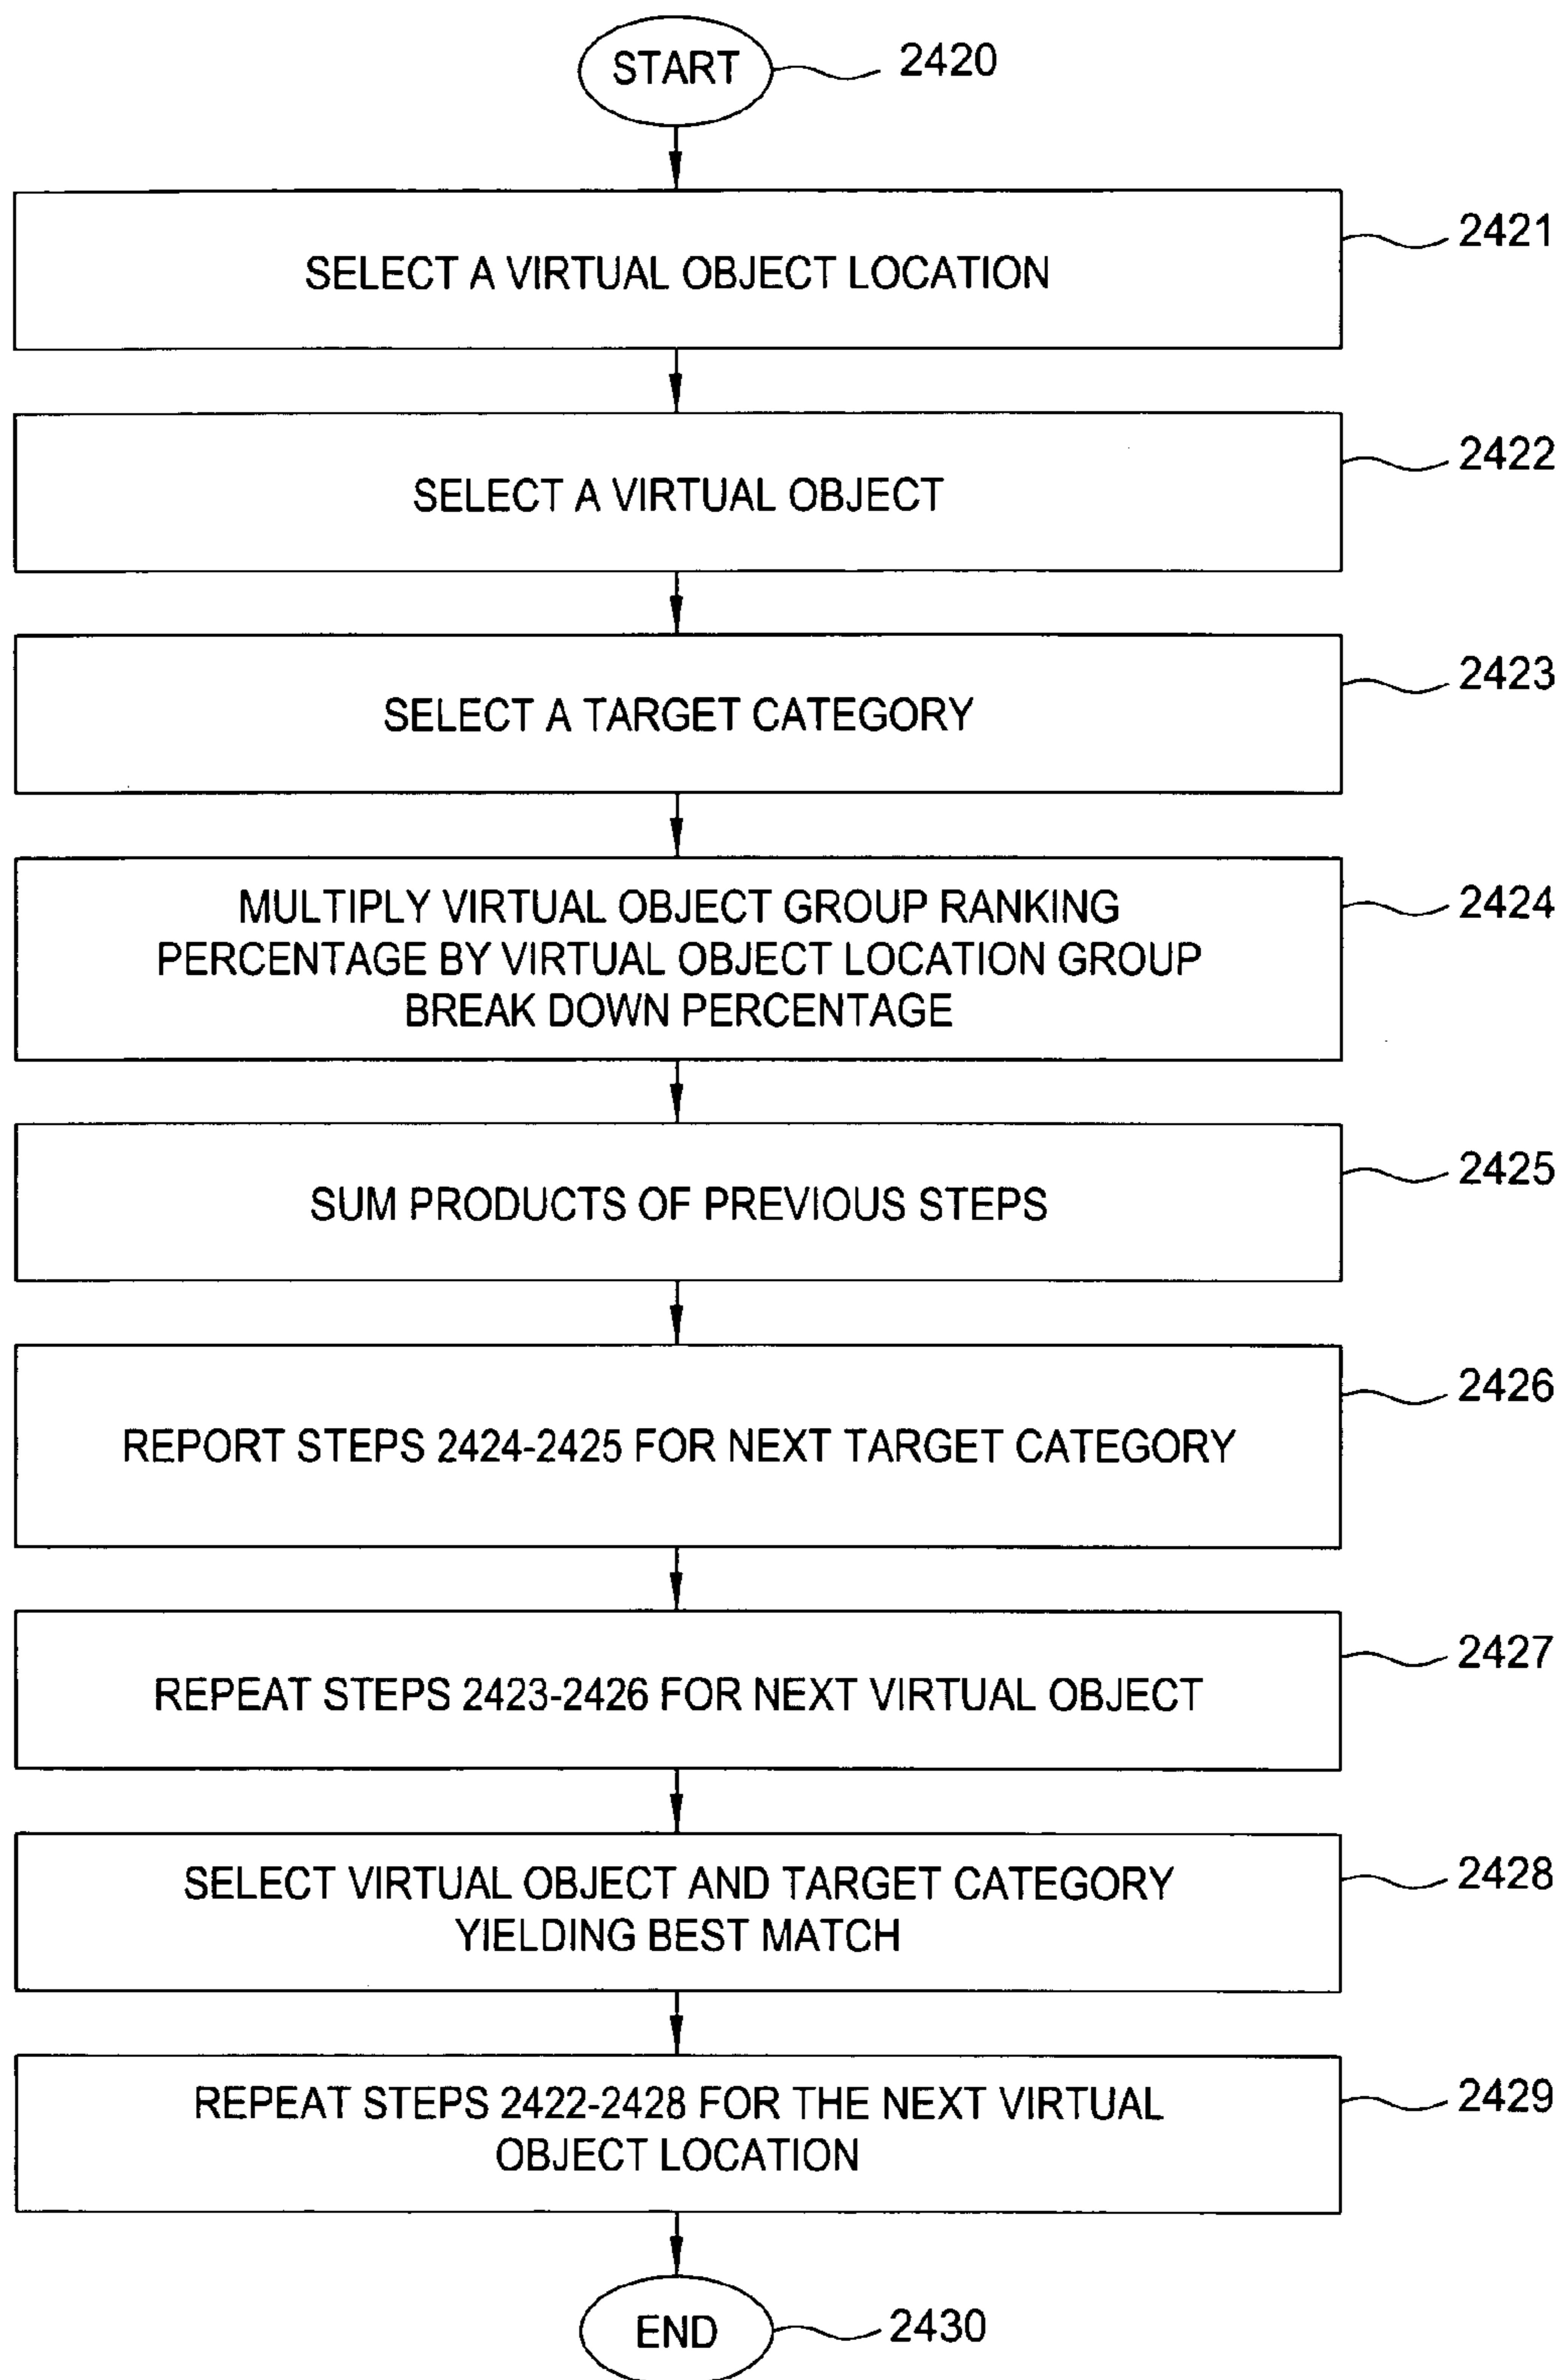 START
2420
SELECT A VIRTUAL OBJECT LOCATION
2421
SELECT A VIRTUAL OBJECT
2422
SELECT A TARGET CATEGORY
2423
MULTIPLY VIRTUAL OBJECT GROUP RANKING
PERCENTAGE BY VIRTUAL OBJECT LOCATION GROUP
BREAK DOWN PERCENTAGE
2424
SUM PRODUCTS OF PREVIOUS STEPS
2425
REPORT STEPS 2424-2425 FOR NEXT TARGET CATEGORY
2426
REPEAT STEPS 2423-2426 FOR NEXT VIRTUAL OBJECT
2427
SELECT VIRTUAL OBJECT AND TARGET CATEGORY
YIELDING BEST MATCH
2428
REPEAT STEPS 2422-2428 FOR THE NEXT VIRTUAL
OBJECT LOCATION
2429
END
2430